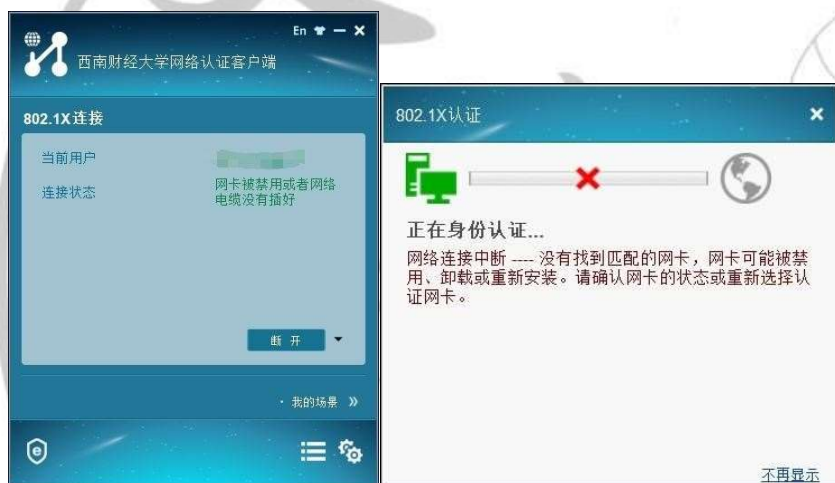 En
西南财经大学网络认证客户端
802.1X连接
当前用户
连接状态
网卡被禁用或者网络
电缆没有插好
断开
· 我的场景 »
802.1X认证
正在身份认证...
网络连接中断 ---- 没有找到匹配的网卡，网卡可能被禁
用、卸载或重新安装。请确认网卡的状态或重新选择认
证网卡。
不再显示